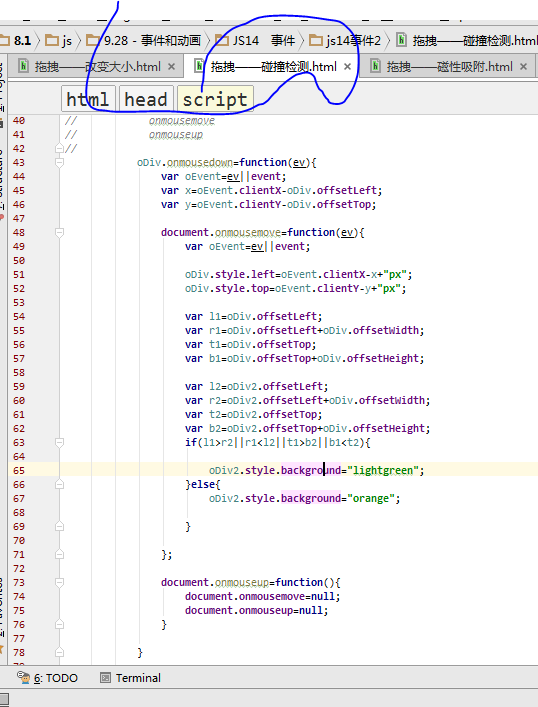 8.1 js 9.28 - 事件和动画 JS14 事件 js14事件2 拖拽——碰撞检测.html
拖拽——改变大小.html × 拖拽——碰撞检测.html × 拖拽——磁性吸附.html ×
html head script
40 // onmousemove
41 // onmouseup
42 //
43 oDiv.onmousedown=function(ev){
44 var oEvent=ev||event;
45 var x=oEvent.clientX-oDiv.offsetLeft;
46 var y=oEvent.clientY-oDiv.offsetTop;
47
48 document.onmousemove=function(ev){
49 var oEvent=ev||event;
50
51 oDiv.style.left=oEvent.clientX-x+"px";
52 oDiv.style.top=oEvent.clientY-y+"px";
53
54 var l1=oDiv.offsetLeft;
55 var r1=oDiv.offsetLeft+oDiv.offsetWidth;
56 var t1=oDiv.offsetTop;
57 var b1=oDiv.offsetTop+oDiv.offsetHeight;
58
59 var l2=oDiv2.offsetLeft;
60 var r2=oDiv2.offsetLeft+oDiv.offsetWidth;
61 var t2=oDiv2.offsetTop;
62 var b2=oDiv2.offsetTop+oDiv.offsetHeight;
63 if(l1>r2||r1<l2||t1>b2||b1<t2){
64
65 oDiv2.style.background="lightgreen";
66 }else{
67 oDiv2.style.background="orange";
68
69 }
70
71 };
72
73 document.onmouseup=function(){
74 document.onmousemove=null;
75 document.onmouseup=null;
76 }
77
78 }
6: TODO Terminal